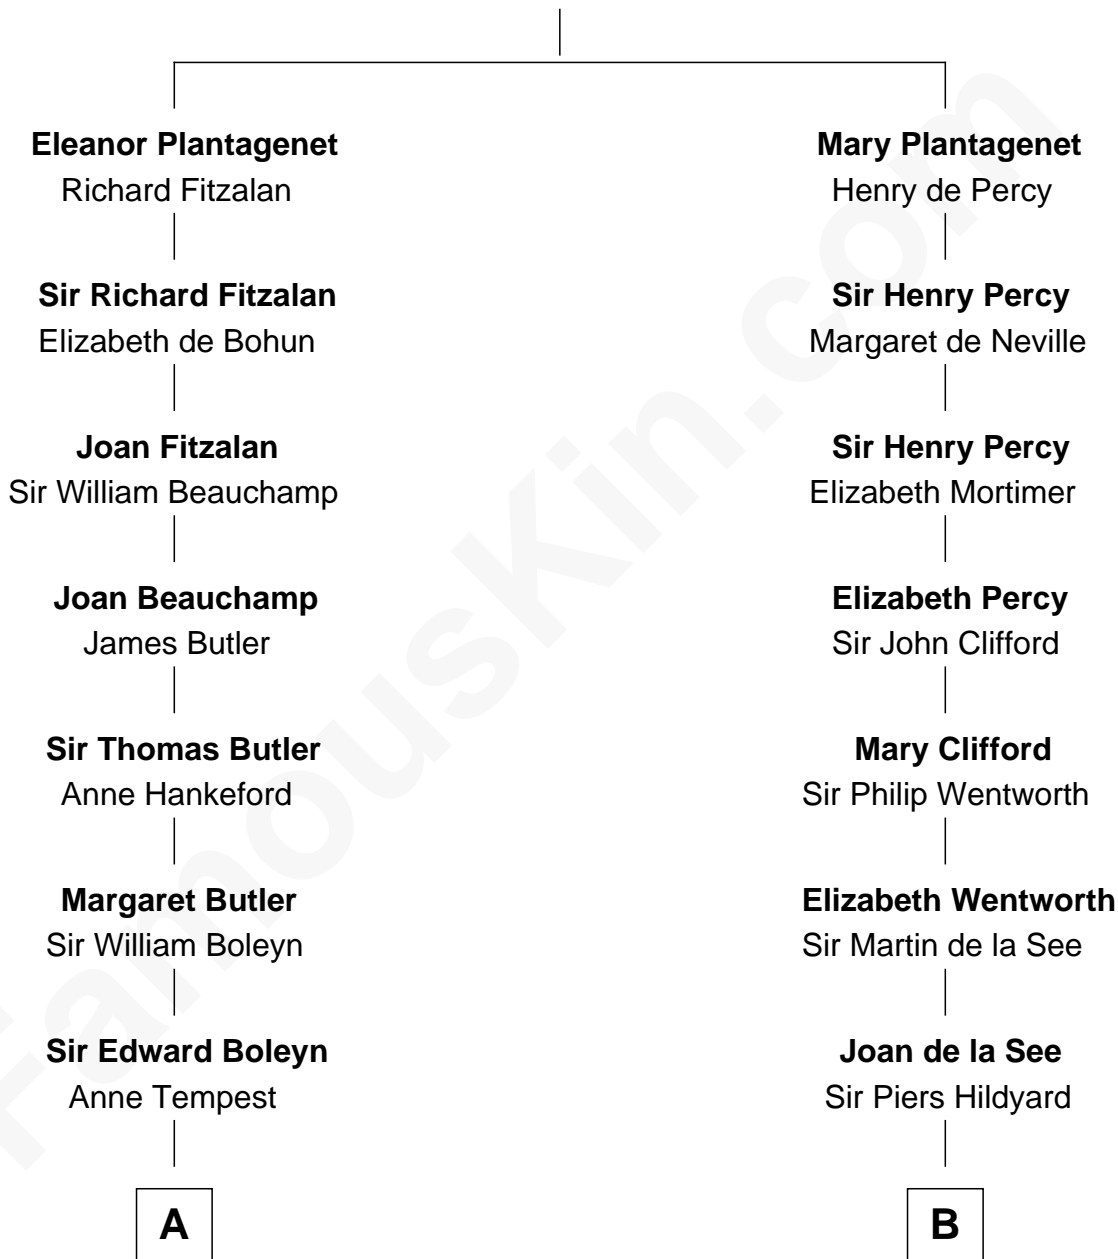 Eleanor Plantagenet
Richard Fitzalan
Sir Richard Fitzalan
Elizabeth de Bohun
Joan Fitzalan
Sir William Beauchamp
Joan Beauchamp
James Butler
Sir Thomas Butler
Anne Hankeford
Margaret Butler
Sir William Boleyn
Sir Edward Boleyn
Anne Tempest
A
Mary Plantagenet
Henry de Percy
Sir Henry Percy
Margaret de Neville
Sir Henry Percy
Elizabeth Mortimer
Elizabeth Percy
Sir John Clifford
Mary Clifford
Sir Philip Wentworth
Elizabeth Wentworth
Sir Martin de la See
Joan de la See
Sir Piers Hildyard
B
FamousKin.com